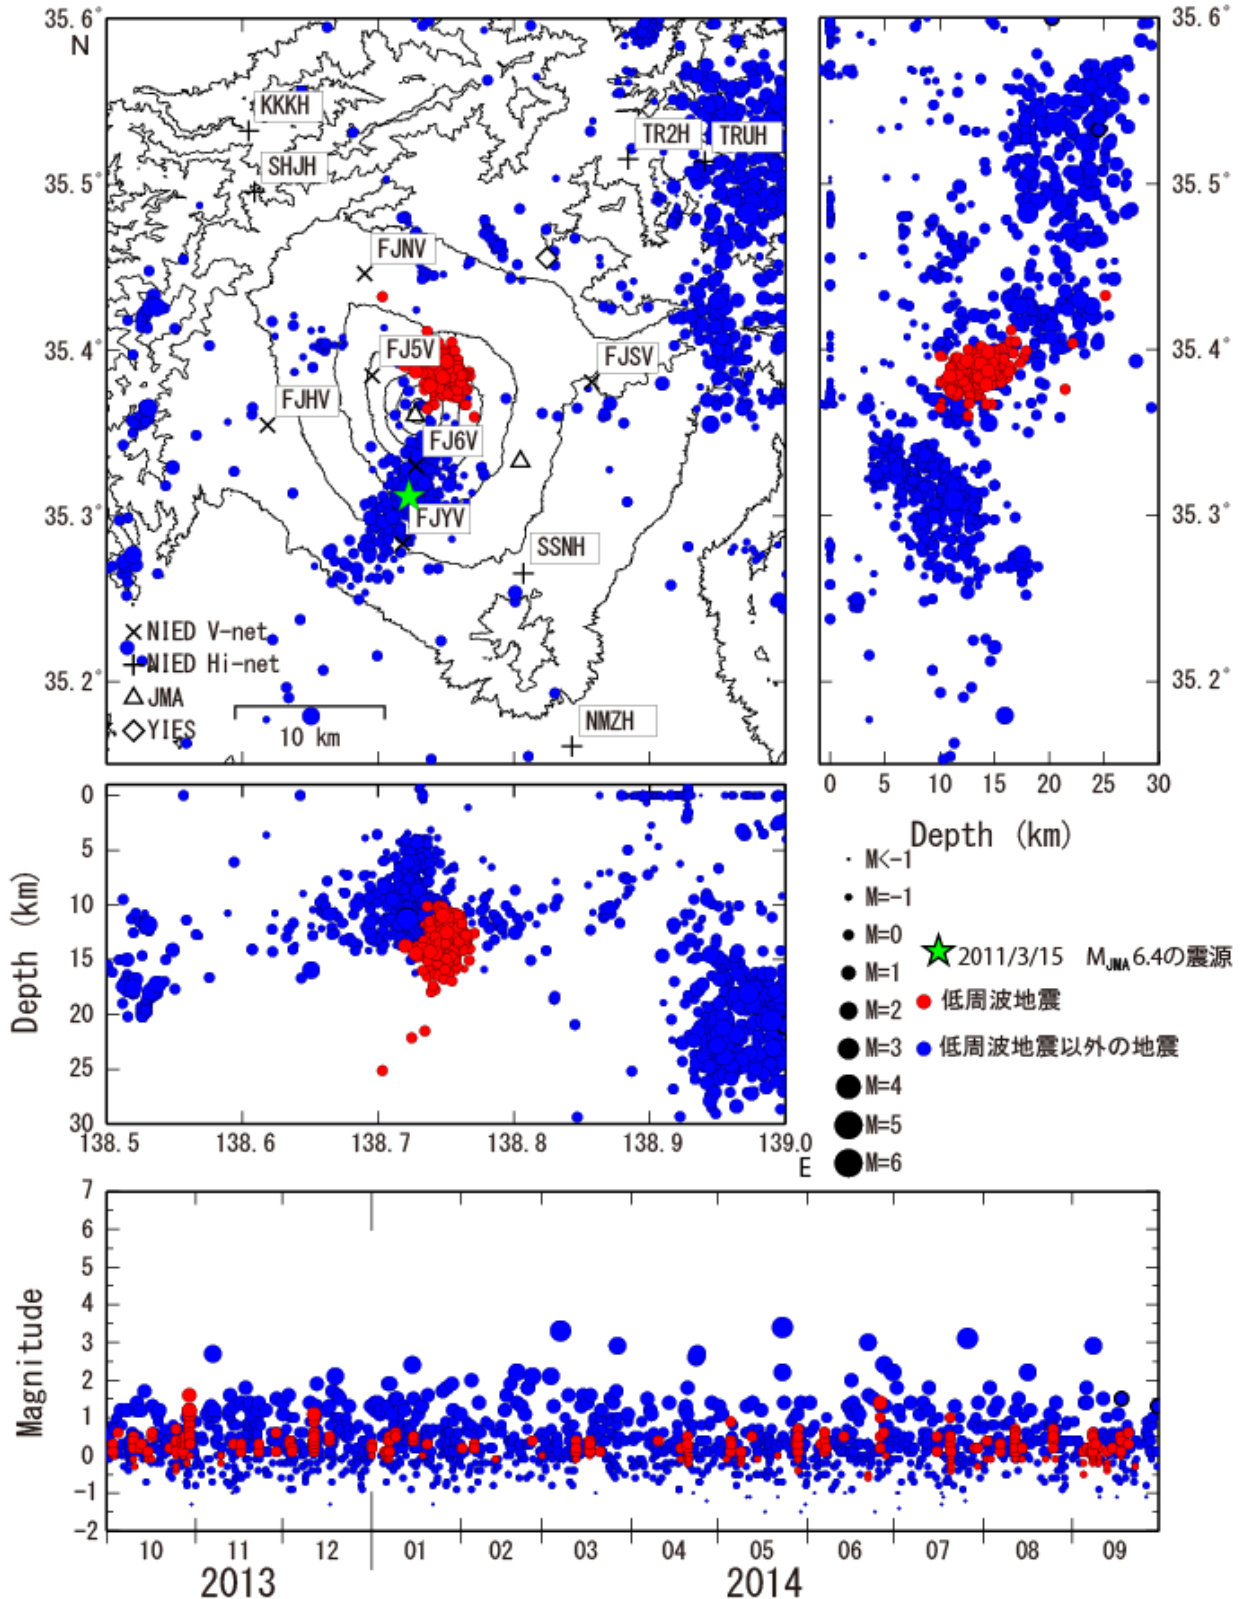 35.6°
N
35.5°
35.4°
35.3°
35.2°
KKKH
SHJH
TR2H
TRUH
FJNV
FJ5V
FJSV
FJHV
FJ6V
FJYV
SSNH
NMZH
NIED V-net
NIED Hi-net
JMA
YIES
10 km
35.6°
35.5°
35.4°
35.3°
35.2°
0 5 10 15 20 25 30
Depth (km)
0
5
10
15
20
25
30
Depth (km)
138.5 138.6 138.7 138.8 138.9 139.0
E
M<-1
M=-1
M=0
M=1
M=2
M=3
M=4
M=5
M=6
2011/3/15 MJMA6.4の震源
低周波地震
低周波地震以外の地震
7
6
5
4
3
2
1
0
-1
-2
Magnitude
10 11 12 01 02 03 04 05 06 07 08 09
2013 2014